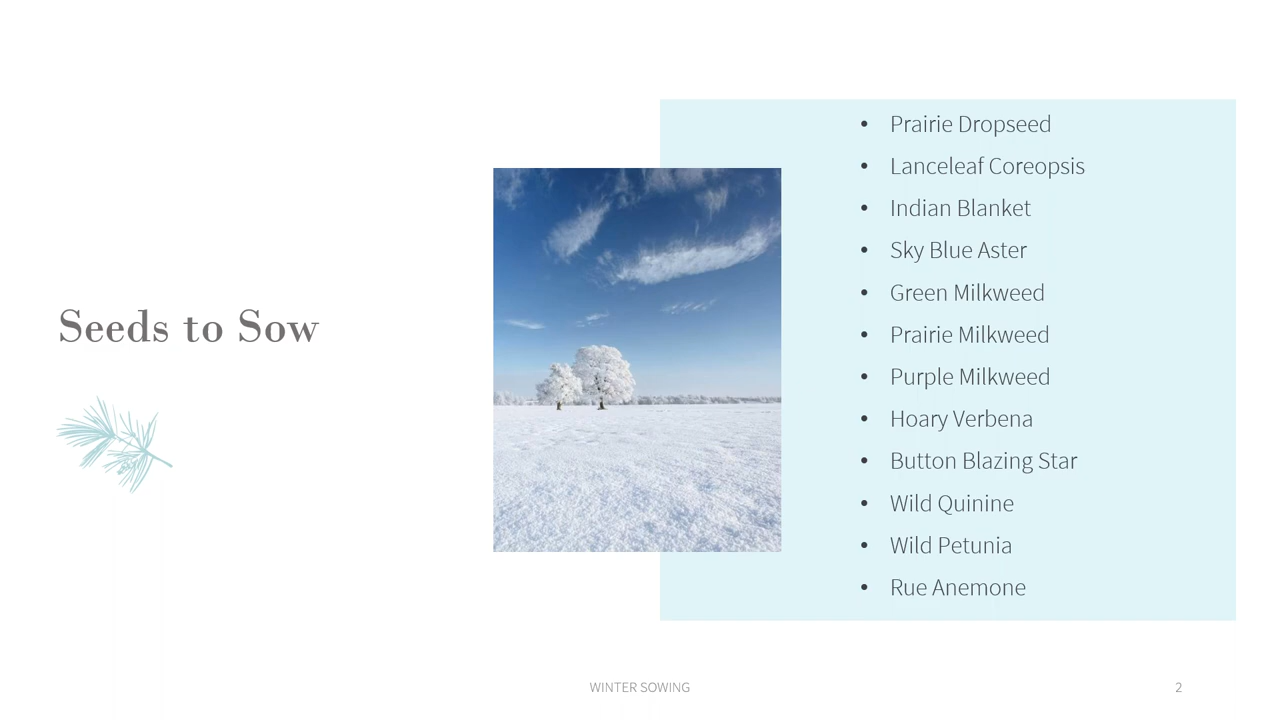 Seeds to Sow
• Prairie Dropseed
• Lanceleaf Coreopsis
• Indian Blanket
• Sky Blue Aster
• Green Milkweed
• Prairie Milkweed
• Purple Milkweed
• Hoary Verbena
• Button Blazing Star
• Wild Quinine
• Wild Petunia
• Rue Anemone
WINTER SOWING
2